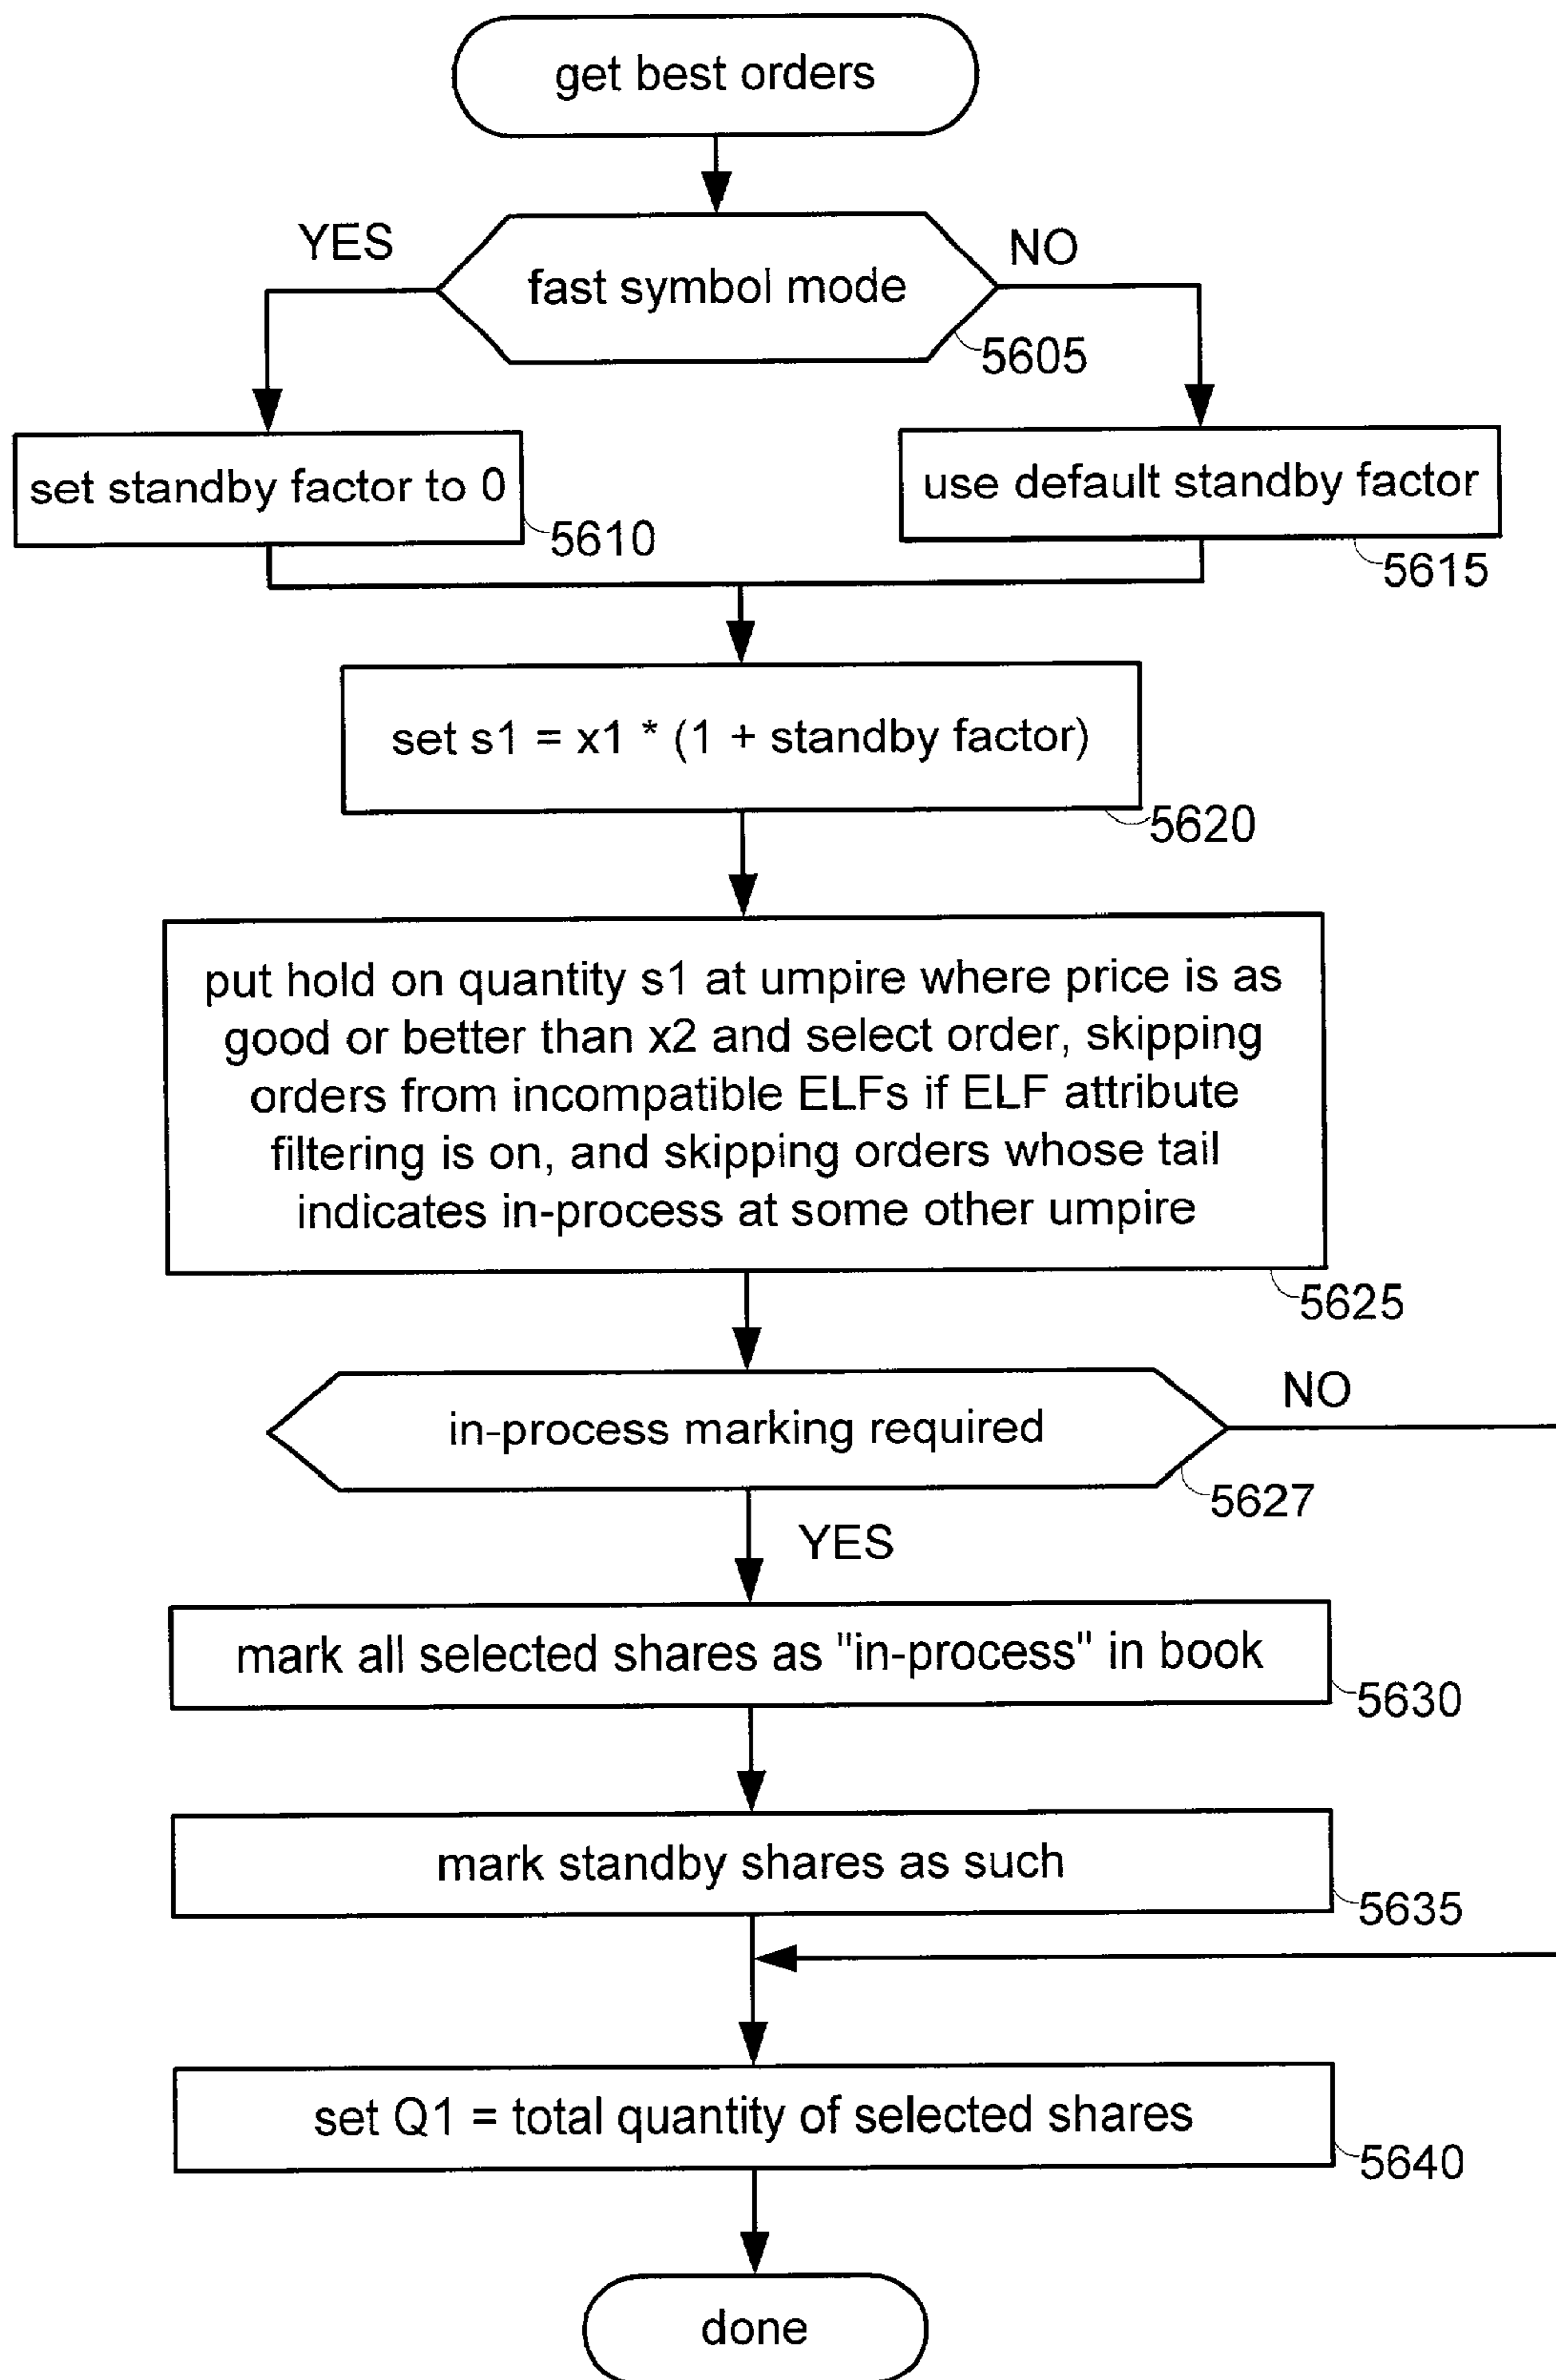 get best orders
YES
NO
fast symbol mode
5605
set standby factor to 0
use default standby factor
5610
5615
set s1 = x1 * (1 + standby factor)
5620
put hold on quantity s1 at umpire where price is as
good or better than x2 and select order, skipping
orders from incompatible ELFs if ELF attribute
filtering is on, and skipping orders whose tail
indicates in-process at some other umpire
5625
NO
in-process marking required
5627
YES
mark all selected shares as "in-process" in book
5630
mark standby shares as such
5635
set Q1 = total quantity of selected shares
5640
done